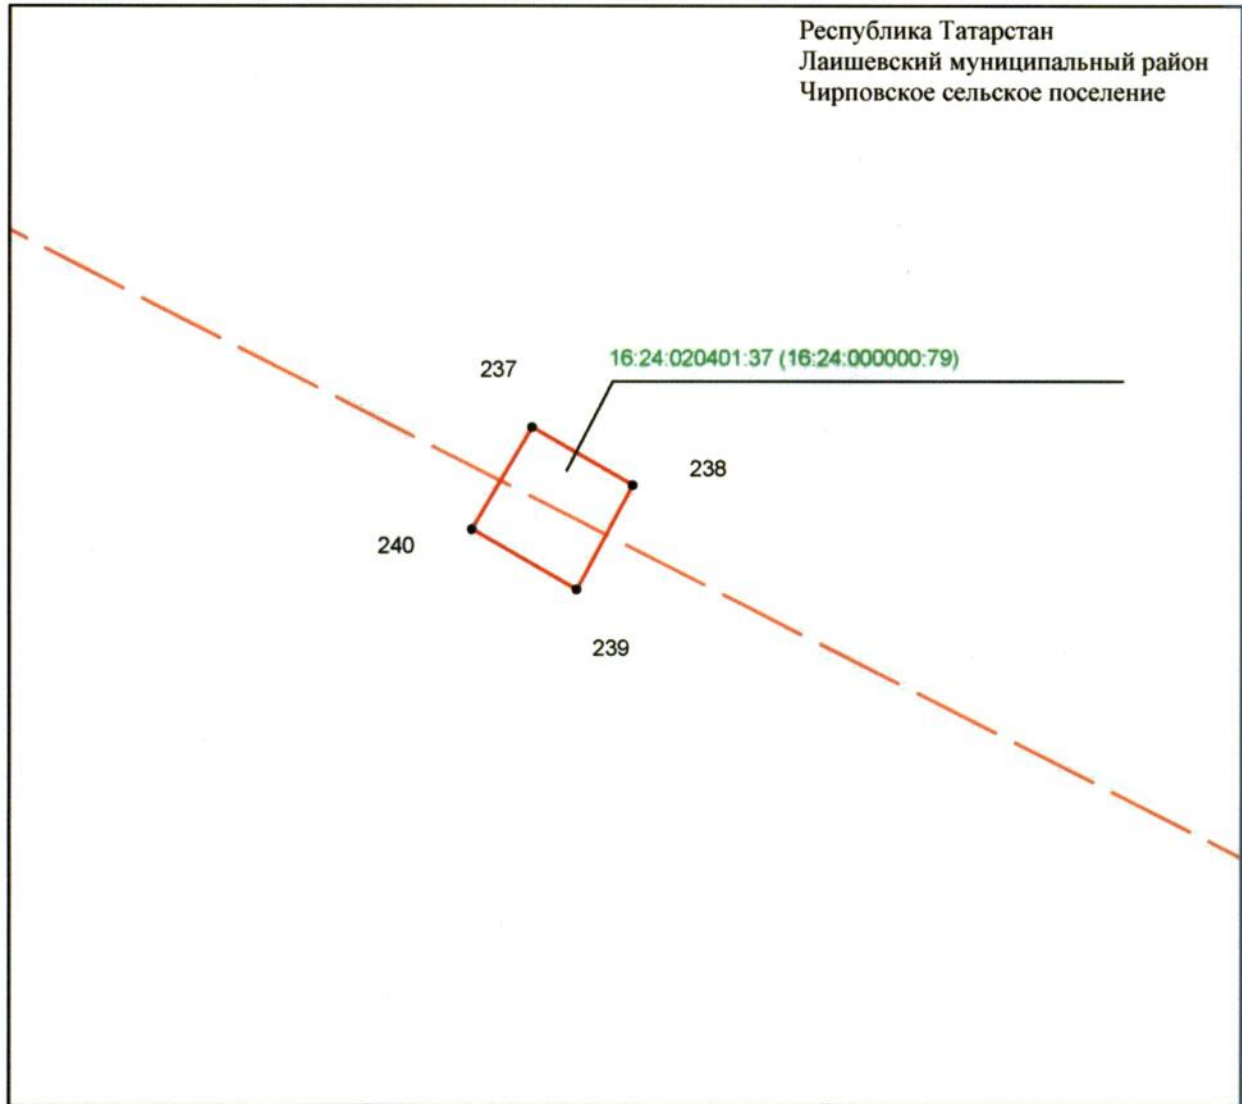 Республика Татарстан
Лаишевский муниципальный район
Чирповское сельское поселение
16:24:020401:37 (16:24:000000:79)
237
238
240
239